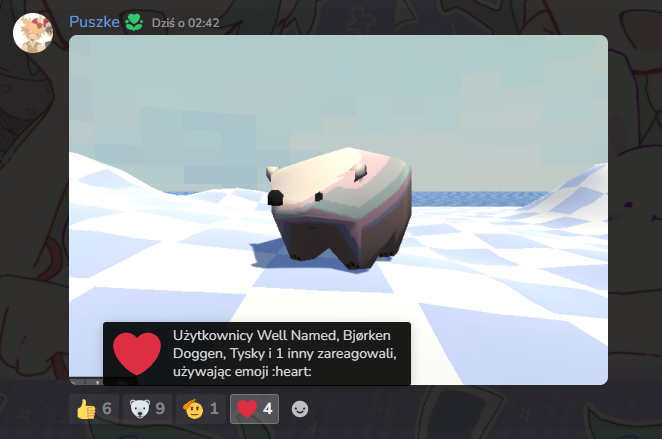 Puszke Dziś o 02:42
Użytkownicy Well Named, Bjørken
Doggen, Tysky i 1 inny zareagowali,
używając emoji :heart:
6 9 1 4